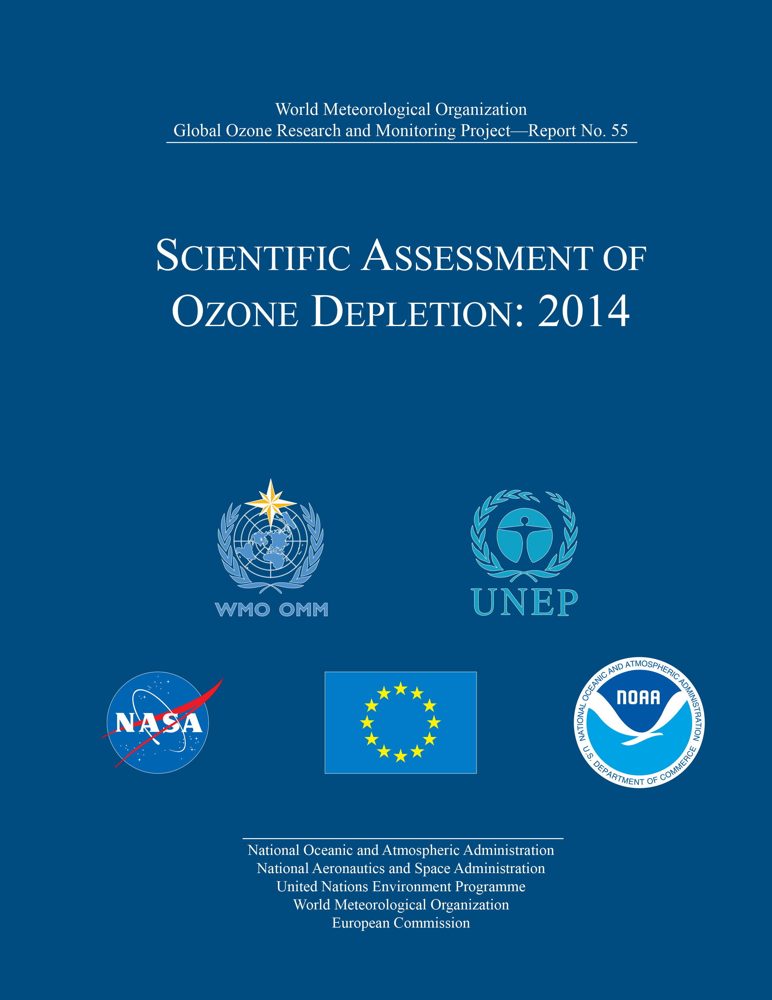 World Meteorological Organization
Global Ozone Research and Monitoring Project—Report No. 55
SCIENTIFIC ASSESSMENT OF
OZONE DEPLETION: 2014
WMO OMM
UNEP
NASA
NATIONAL OCEANIC AND ATMOSPHERIC ADMINISTRATION
NOAA
U.S. DEPARTMENT OF COMMERCE
National Oceanic and Atmospheric Administration
National Aeronautics and Space Administration
United Nations Environment Programme
World Meteorological Organization
European Commission